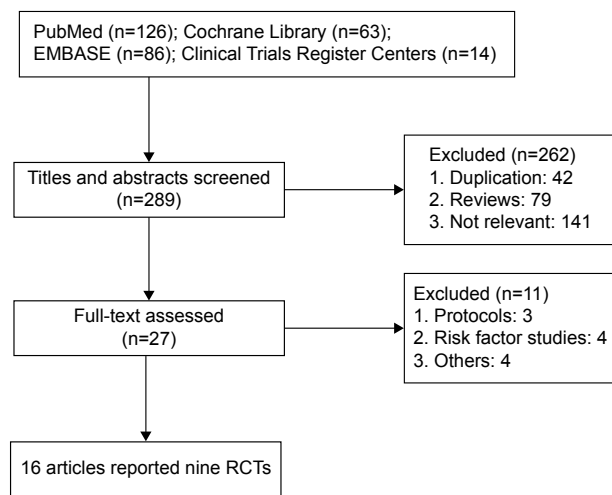 PubMed (n=126); Cochrane Library (n=63);
EMBASE (n=86); Clinical Trials Register Centers (n=14)
Titles and abstracts screened
(n=289)
Excluded (n=262)
1. Duplication: 42
2. Reviews: 79
3. Not relevant: 141
Full-text assessed
(n=27)
Excluded (n=11)
1. Protocols: 3
2. Risk factor studies: 4
3. Others: 4
16 articles reported nine RCTs